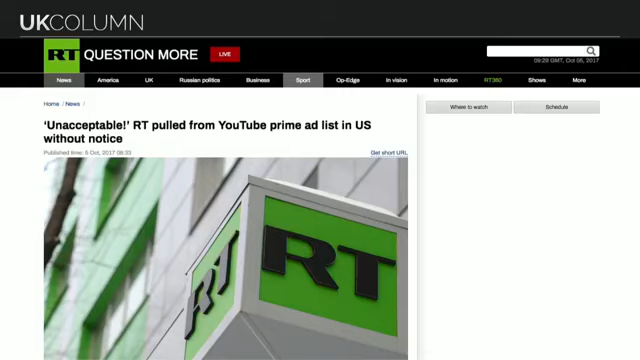 UKCOLUMN
RT QUESTION MORE LIVE
09:29 GMT, Oct 05, 2017
News America UK Russian politics Business Sport Op-Edge In vision In motion RT360 Shows More
Home / News /
Where to watch Schedule
‘Unacceptable!’ RT pulled from YouTube prime ad list in US
without notice
Published time: 5 Oct, 2017 08:33 Get short URL
RT
RT